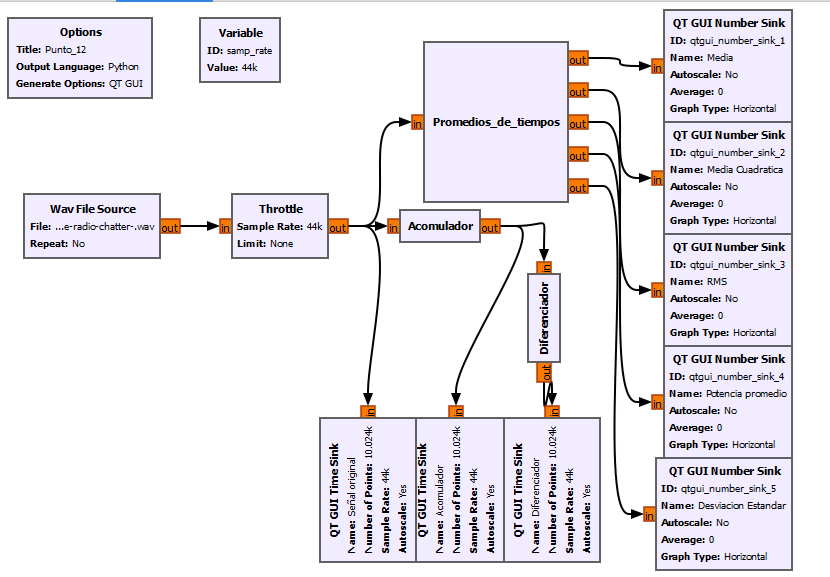 Options
Title: Punto_12
Output Language: Python
Generate Options: QT GUI
Variable
ID: samp_rate
Value: 44k
Wav File Source
File: ...e-radio-chatter-.wav
Repeat: No
out
in
Throttle
Sample Rate: 44k
Limit: None
out
in
Promedios_de_tiempos
out
out
out
out
out
in
Acomulador
out
in
Diferenciador
out
in
QT GUI Time Sink
Name: Señal original
Number of Points: 10.024k
Sample Rate: 44k
Autoscale: Yes
in
QT GUI Time Sink
Name: Acomulador
Number of Points: 10.024k
Sample Rate: 44k
Autoscale: Yes
in
QT GUI Time Sink
Name: Diferenciador
Number of Points: 10.024k
Sample Rate: 44k
Autoscale: Yes
in
QT GUI Number Sink
ID: qtgui_number_sink_1
Name: Media
Autoscale: No
Average: 0
Graph Type: Horizontal
in
QT GUI Number Sink
ID: qtgui_number_sink_2
Name: Media Cuadratica
Autoscale: No
Average: 0
Graph Type: Horizontal
in
QT GUI Number Sink
ID: qtgui_number_sink_3
Name: RMS
Autoscale: No
Average: 0
Graph Type: Horizontal
in
QT GUI Number Sink
ID: qtgui_number_sink_4
Name: Potencia promedio
Autoscale: No
Average: 0
Graph Type: Horizontal
in
QT GUI Number Sink
ID: qtgui_number_sink_5
Name: Desviacion Estandar
Autoscale: No
Average: 0
Graph Type: Horizontal
in